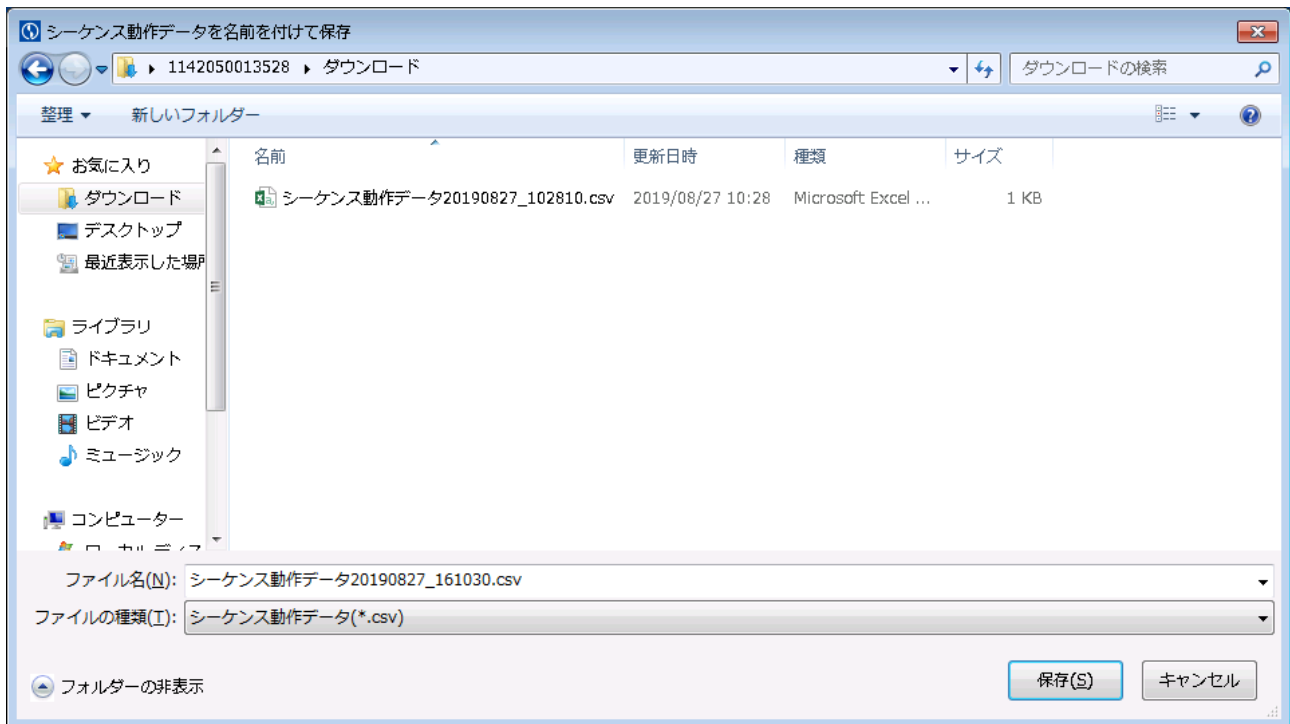 シーケンス動作データを名前を付けて保存
1142050013528 ダウンロード ダウンロードの検索
整理 新しいフォルダー
お気に入り
ダウンロード
デスクトップ
最近表示した場所
ライブラリ
ドキュメント
ピクチャ
ビデオ
ミュージック
コンピューター
名前 更新日時 種類 サイズ
シーケンス動作データ20190827_102810.csv 2019/08/27 10:28 Microsoft Excel ... 1 KB
ファイル名(N): シーケンス動作データ20190827_161030.csv
ファイルの種類(T): シーケンス動作データ(*.csv)
フォルダーの非表示 保存(S) キャンセル